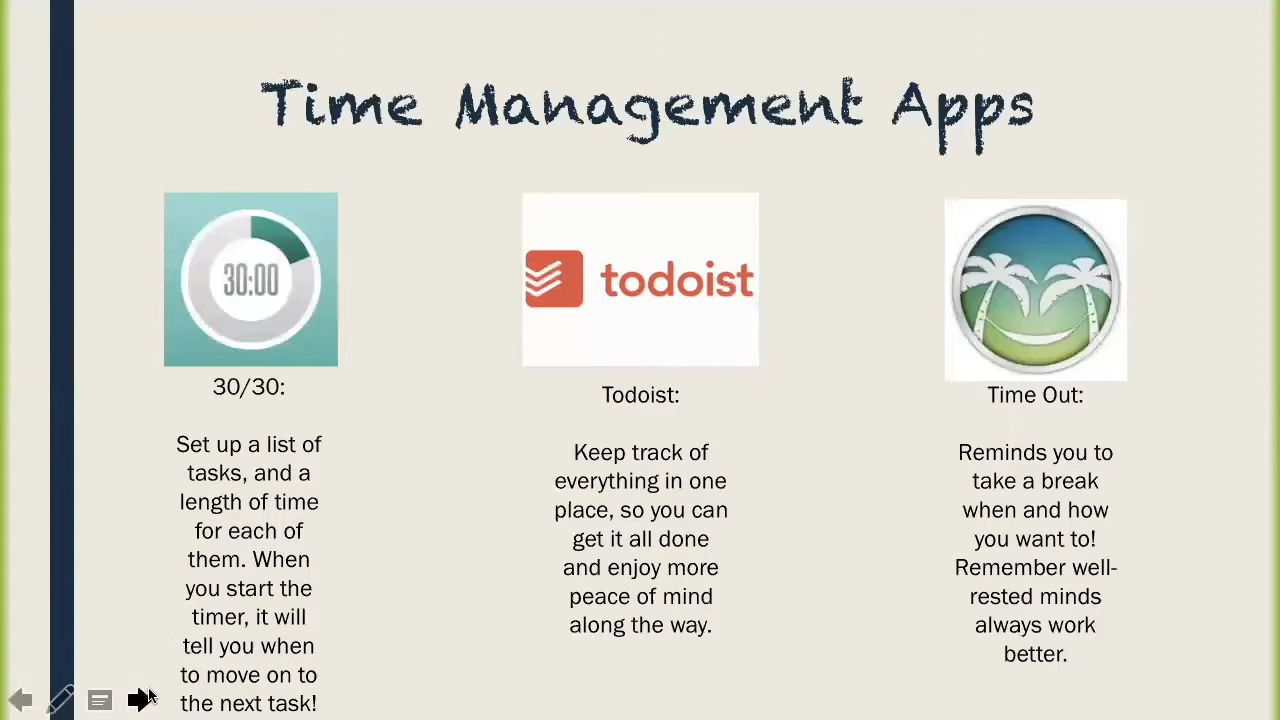 Time Management Apps
30:00
30/30:
Set up a list of
tasks, and a
length of time
for each of
them. When
you start the
timer, it will
tell you when
to move on to
the next task!
todoist
Todoist:
Keep track of
everything in one
place, so you can
get it all done
and enjoy more
peace of mind
along the way.
Time Out:
Reminds you to
take a break
when and how
you want to!
Remember well-
rested minds
always work
better.